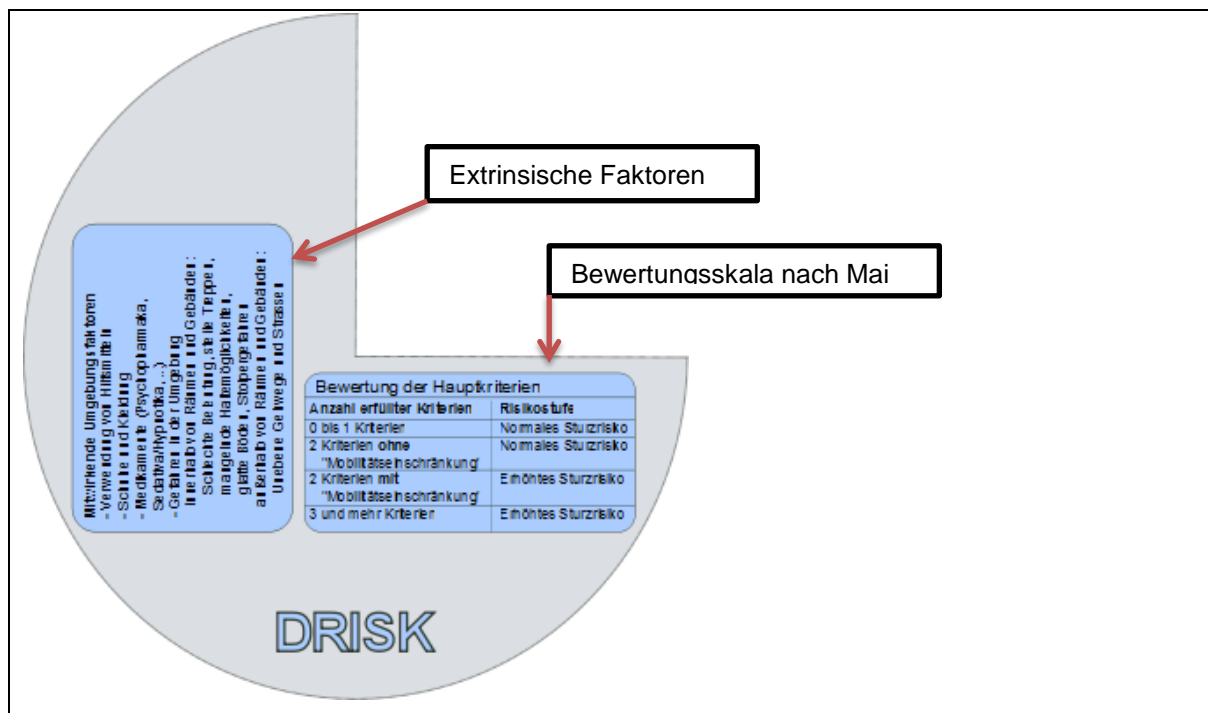 Extrinsische Faktoren
Bewertungsskala nach Mai
Mitwirkende Umgebungsfaktoren
- Verwendung von Hilfsmitteln
- Schuhe und Kleidung
- Medikamente (Psychopharmaka,
Sedativa/Hypnotika, ...)
- Gefahren in der Umgebung
Innerhalb von Räumen und Gebäuden:
Schlechte Beleuchtung, steile Treppen,
mangelnde Haltemöglichkeiten,
glatte Böden, Stolpergefahren
außerhalb von Räumen und Gebäuden:
Unebene Gehwege und Strassen
Bewertung der Hauptkriterien
Anzahl erfüllter Kriterien Risikostufe
0 bis 1 Kriterien Normales Sturzrisiko
2 Kriterien ohne Normales Sturzrisiko
"Mobilitätseinschränkung"
2 Kriterien mit Erhöhtes Sturzrisiko
"Mobilitätseinschränkung"
3 und mehr Kriterien Erhöhtes Sturzrisiko
DRISK